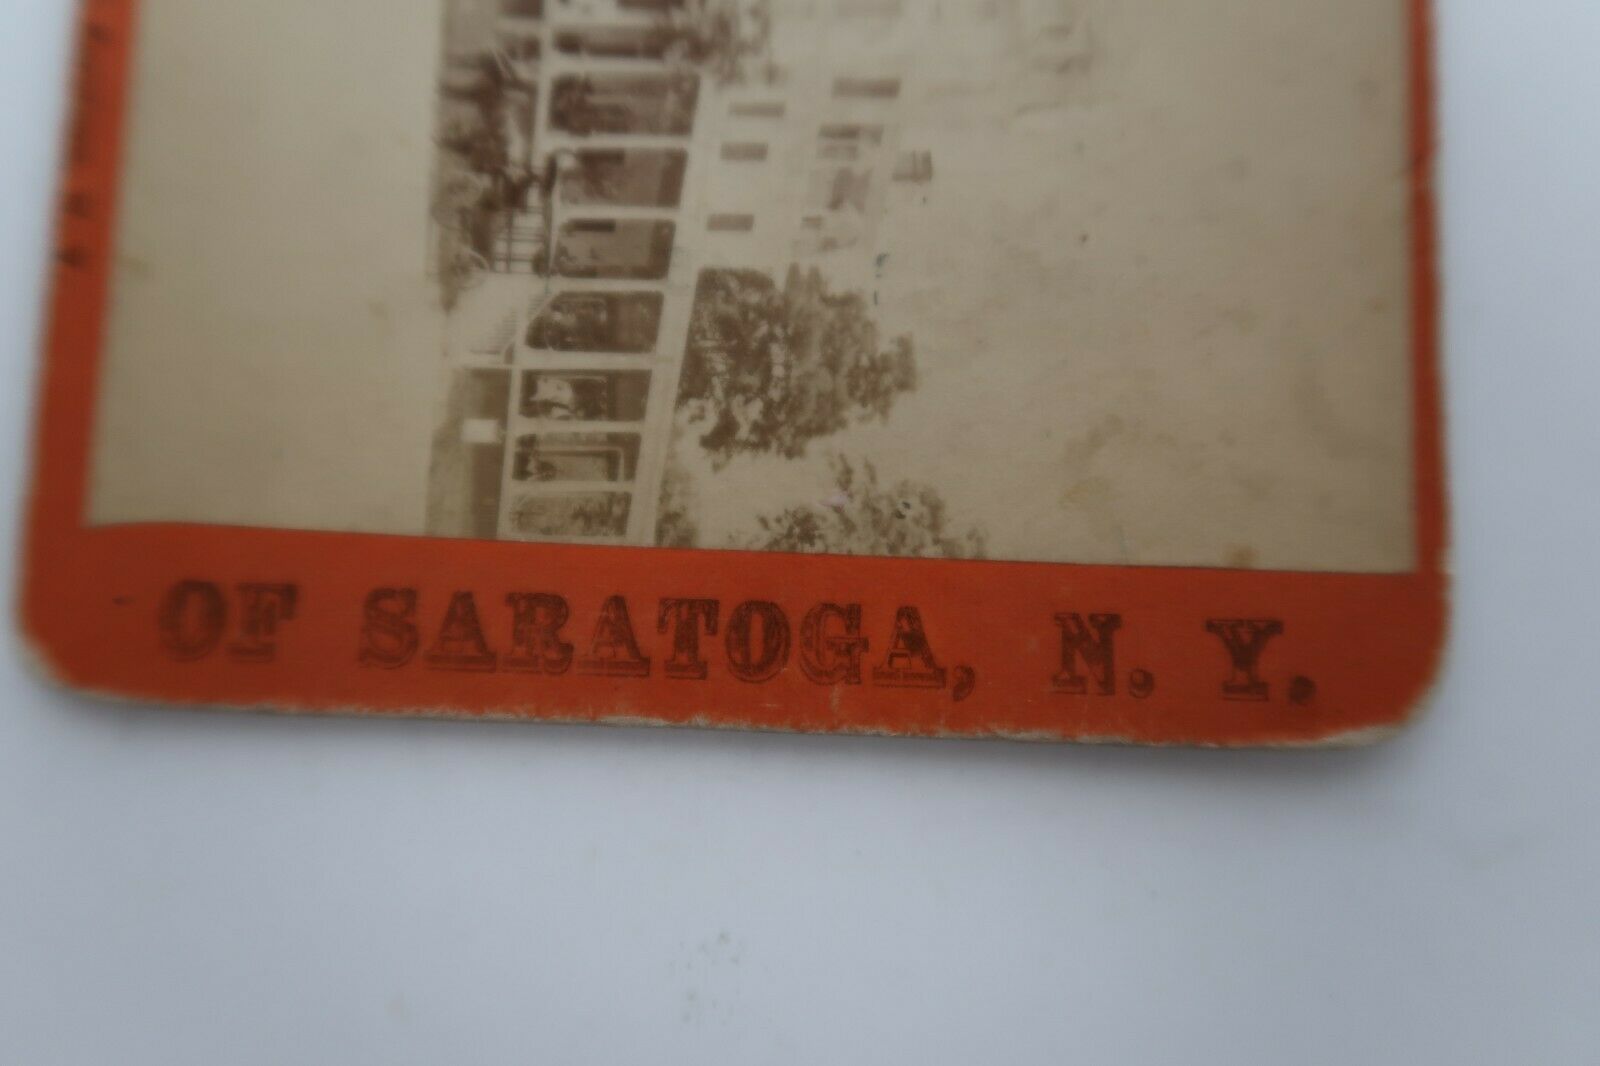 OF SARATOGA, N. Y.